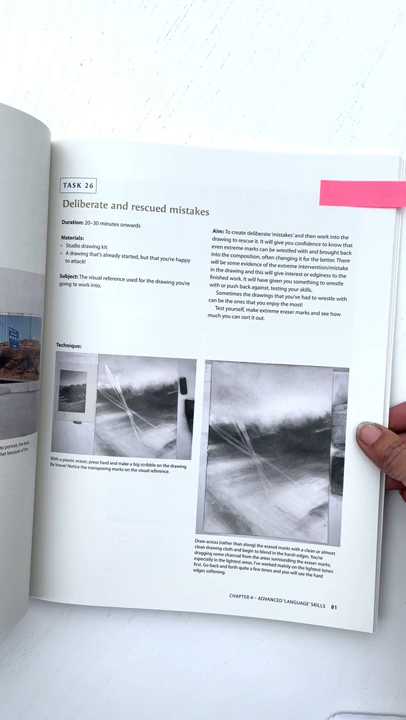 TASK 26
Deliberate and rescued mistakes
Duration: 20–30 minutes onwards
Materials:
• Studio drawing kit
• A drawing that's already started, but that you're happy
to attack!
Subject: The visual reference used for the drawing you're
going to work into.
Aim: To create deliberate 'mistakes' and then work into the
drawing to rescue it. It will give you confidence to know that
even extreme marks can be wrestled with and brought back
into the composition, often changing it for the better. There
will be some evidence of the extreme intervention/mistake
in the drawing and this will give interest or edginess to the
finished work. It will have given you something to wrestle
with or push back against, testing your skills.
Sometimes the drawings that you've had to wrestle with
can be the ones that you enjoy the most!
Test yourself, make extreme eraser marks and see how
much you can sort it out.
Technique:
With a plastic eraser, press hard and make a big scribble on the drawing.
Be brave! Notice the transposing marks on the visual reference.
Draw across (rather than along) the erased marks with a clean or almost
clean drawing cloth and begin to blend in the harsh edges. You're
dragging some charcoal from the areas surrounding the eraser marks,
especially in the lightest areas. I've worked mainly on the lightest tones
first. Go back and forth quite a few times and you will see the hard
edges softening.
CHAPTER 4 – ADVANCED 'LANGUAGE' SKILLS 81